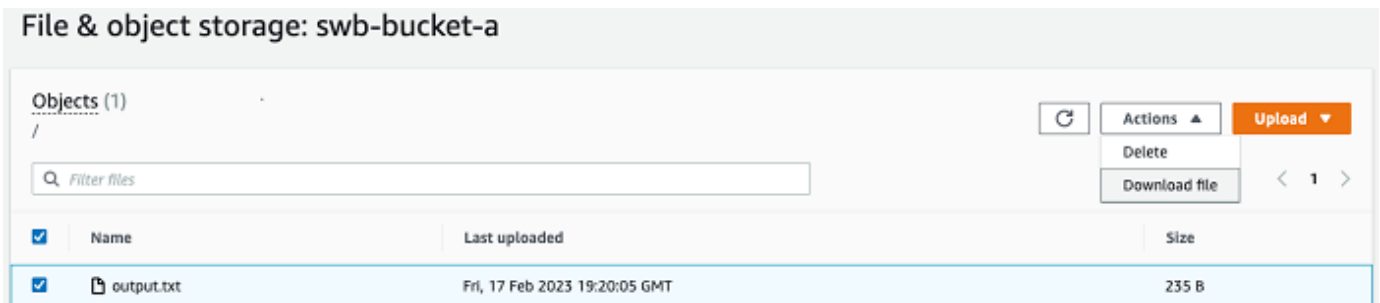 File & object storage: swb-bucket-a
Objects (1)
/
Actions ▲ Upload ▼
Delete
Download file
Filter files
< 1 >
Name Last uploaded Size
output.txt Fri, 17 Feb 2023 19:20:05 GMT 235 B